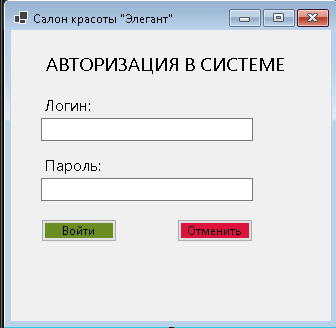 Салон красоты "Элегант"
АВТОРИЗАЦИЯ В СИСТЕМЕ
Логин:
Пароль:
Войти
Отменить